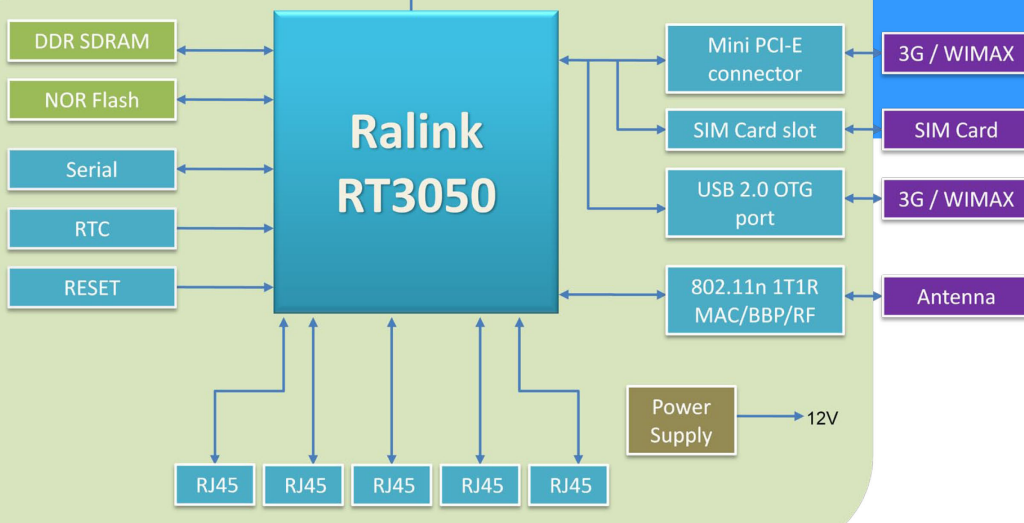 DDR SDRAM
NOR Flash
Serial
RTC
RESET
Ralink
RT3050
Mini PCI-E
connector
3G / WIMAX
SIM Card slot
SIM Card
USB 2.0 OTG
port
3G / WIMAX
802.11n 1T1R
MAC/BBP/RF
Antenna
Power
Supply
12V
RJ45
RJ45
RJ45
RJ45
RJ45